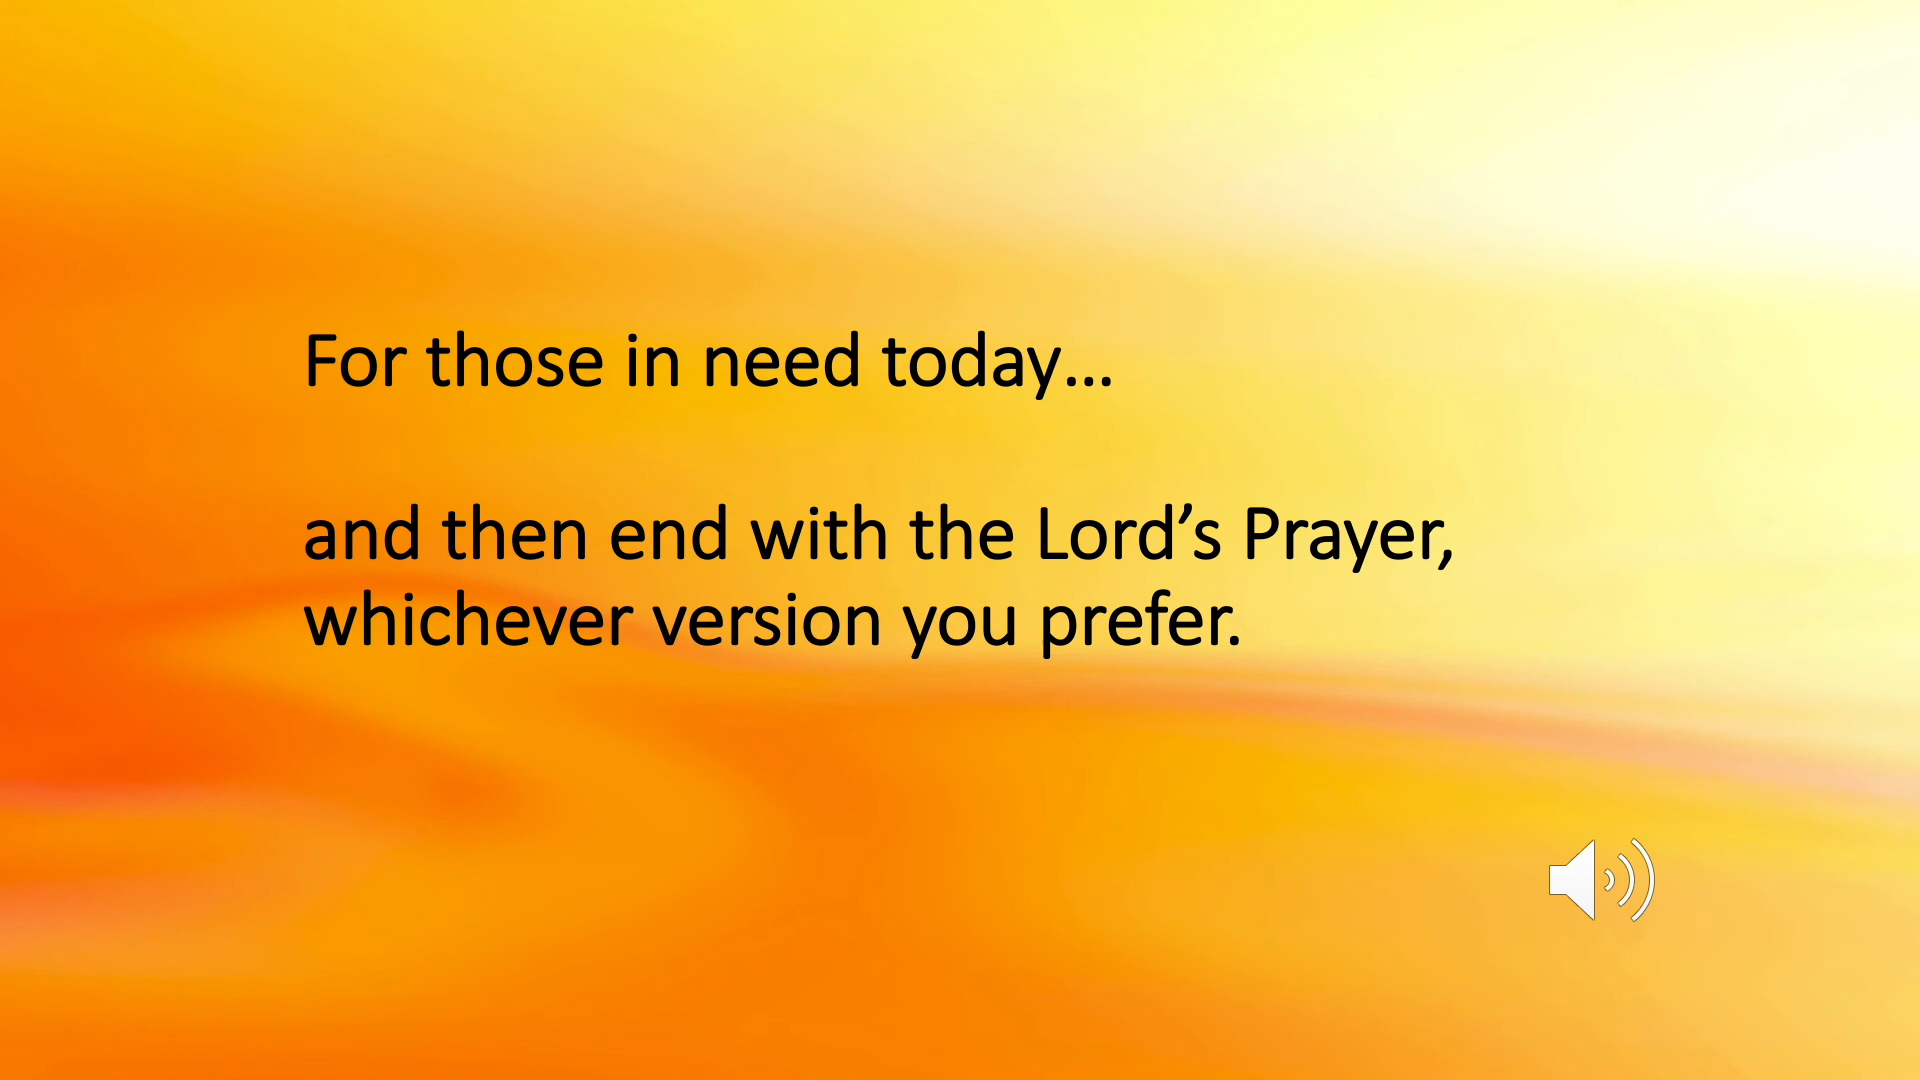 For those in need today…
and then end with the Lord’s Prayer,
whichever version you prefer.